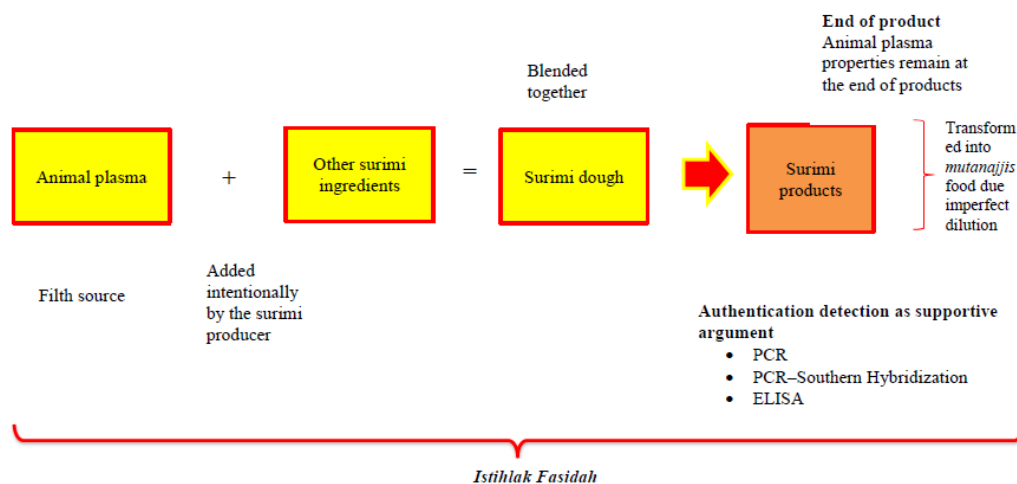 End of product
Animal plasma
properties remain at
the end of products
Blended
together
Animal plasma
+
Other surimi
ingredients
=
Surimi dough
Surimi
products
Transform
ed into
mutanajjis
food due
imperfect
dilution
Filth source
Added
intentionally
by the surimi
producer
Authentication detection as supportive
argument
• PCR
• PCR–Southern Hybridization
• ELISA
Istihlak Fasidah